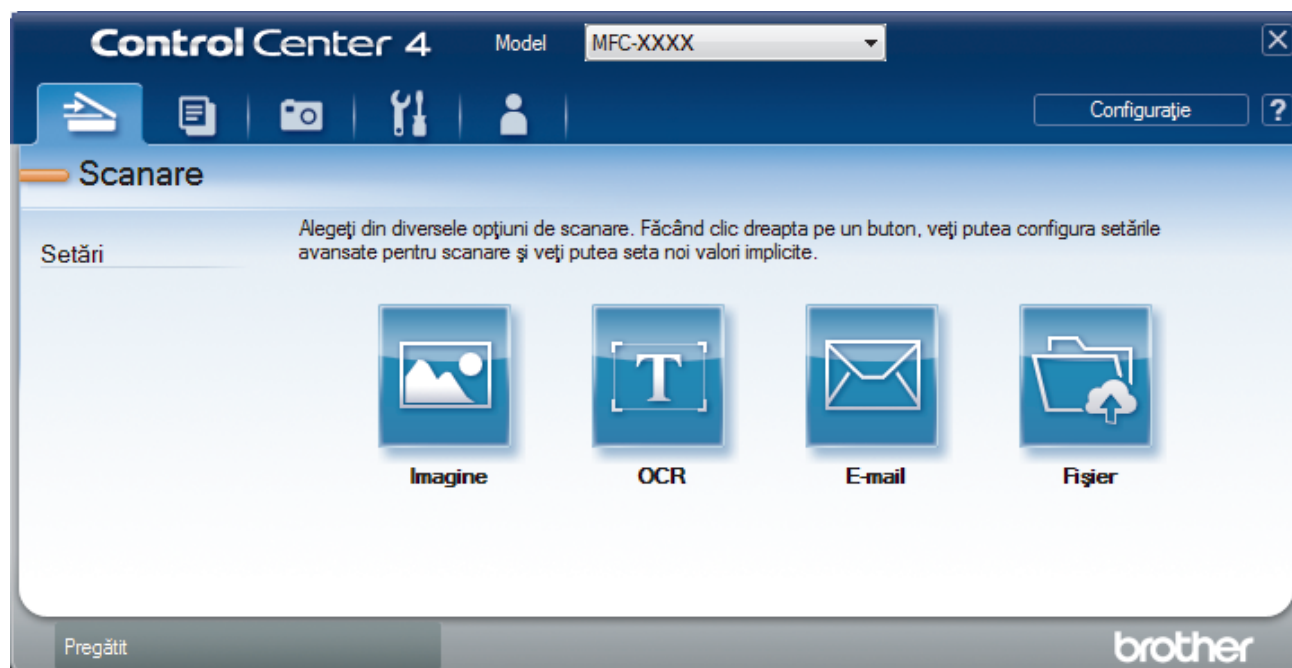 Control Center 4 Model MFC-XXXX
Configuraţie ?
Scanare
Setări
Alegeţi din diversele opţiuni de scanare. Făcând clic dreapta pe un buton, veţi putea configura setările
avansate pentru scanare şi veţi putea seta noi valori implicite.
T
Imagine OCR E-mail Fişier
Pregătit
brother